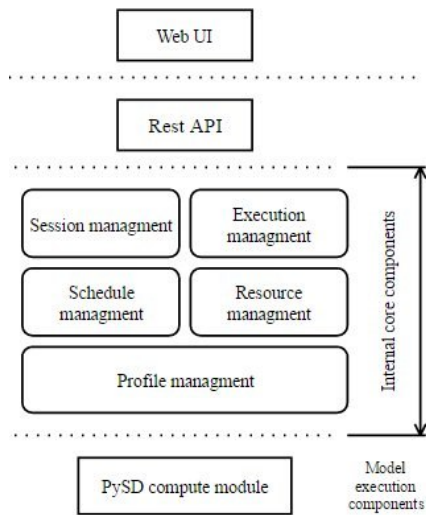 Web UI
Rest API
Session managment
Execution
managment
Schedule
managment
Resource
managment
Profile managment
Internal core components
PySD compute module
Model
execution
components